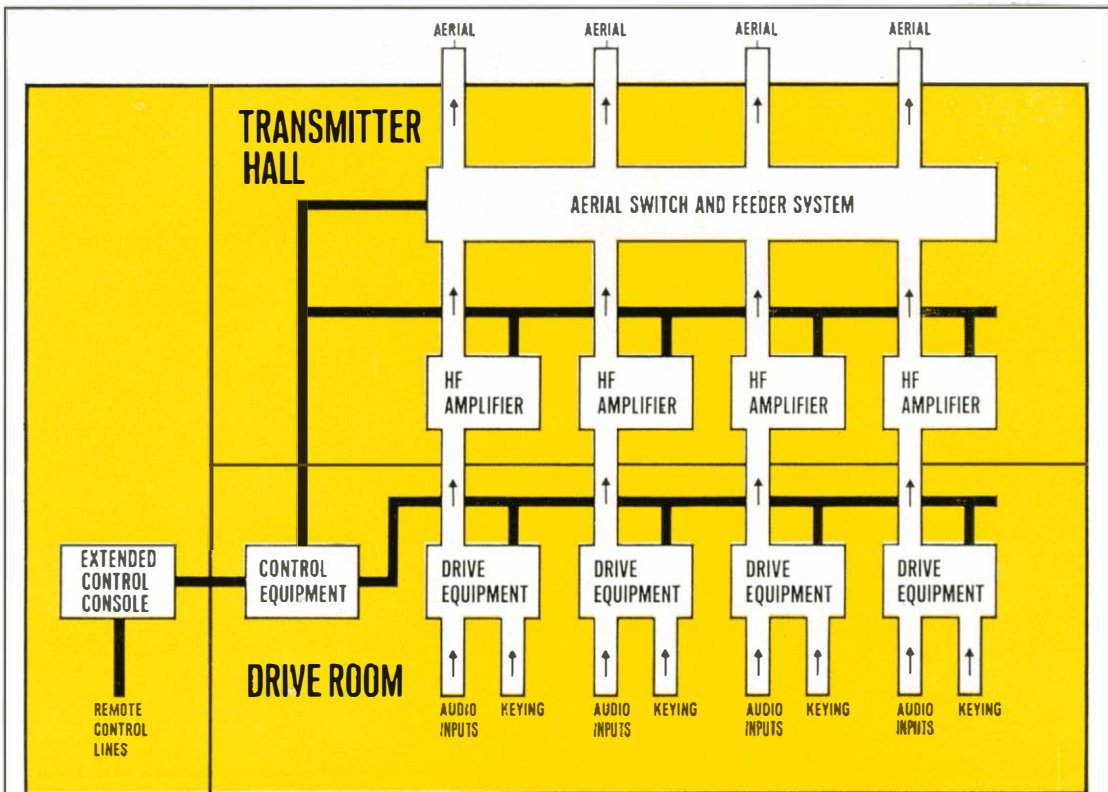 AERIAL AERIAL AERIAL AERIAL
TRANSMITTER
HALL
AERIAL SWITCH AND FEEDER SYSTEM
HF
AMPLIFIER
HF
AMPLIFIER
HF
AMPLIFIER
HF
AMPLIFIER
EXTENDED
CONTROL
CONSOLE
CONTROL
EQUIPMENT
DRIVE
EQUIPMENT
DRIVE
EQUIPMENT
DRIVE
EQUIPMENT
DRIVE
EQUIPMENT
DRIVE ROOM
REMOTE
CONTROL
LINES
AUDIO
INPUTS
KEYING
AUDIO
INPUTS
KEYING
AUDIO
INPUTS
KEYING
AUDIO
INPUTS
KEYING